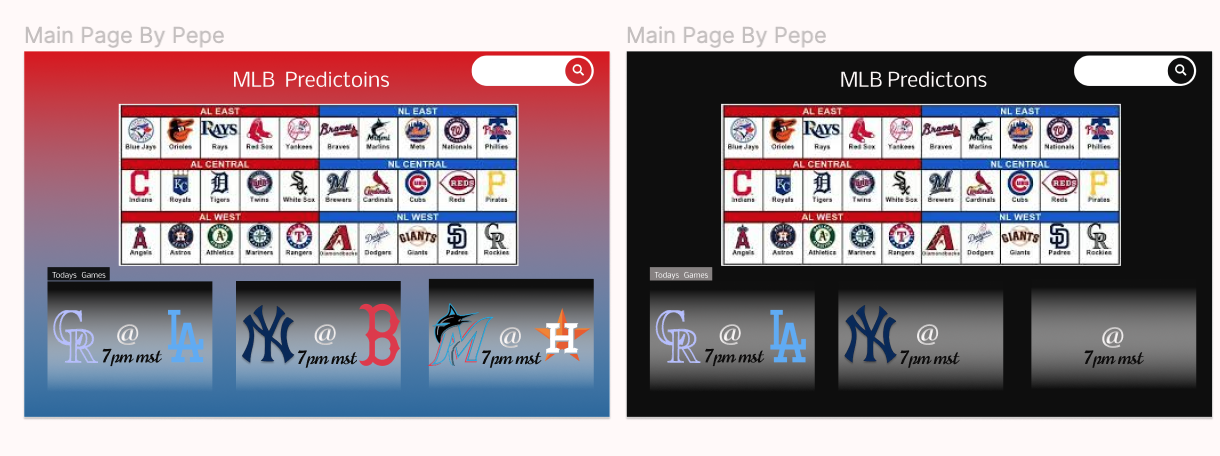 Main Page By Pepe
MLB Predictoins
AL EAST NL EAST
Blue Jays Orioles Rays Red Sox Yankees Braves Marlins Mets Nationals Phillies
AL CENTRAL NL CENTRAL
Indians Royals Tigers Twins White Sox Brewers Cardinals Cubs Reds Pirates
AL WEST NL WEST
Angels Astros Athletics Mariners Rangers Diamondbacks Dodgers Giants Padres Rockies
Todays Games
CR @ LA
7pm mst
NY @ B
7pm mst
M @ H
7pm mst
Main Page By Pepe
MLB Predictons
AL EAST NL EAST
Blue Jays Orioles Rays Red Sox Yankees Braves Marlins Mets Nationals Phillies
AL CENTRAL NL CENTRAL
Indians Royals Tigers Twins White Sox Brewers Cardinals Cubs Reds Pirates
AL WEST NL WEST
Angels Astros Athletics Mariners Rangers Diamondbacks Dodgers Giants Padres Rockies
Todays Games
CR @ LA
7pm mst
NY @
7pm mst
@
7pm mst